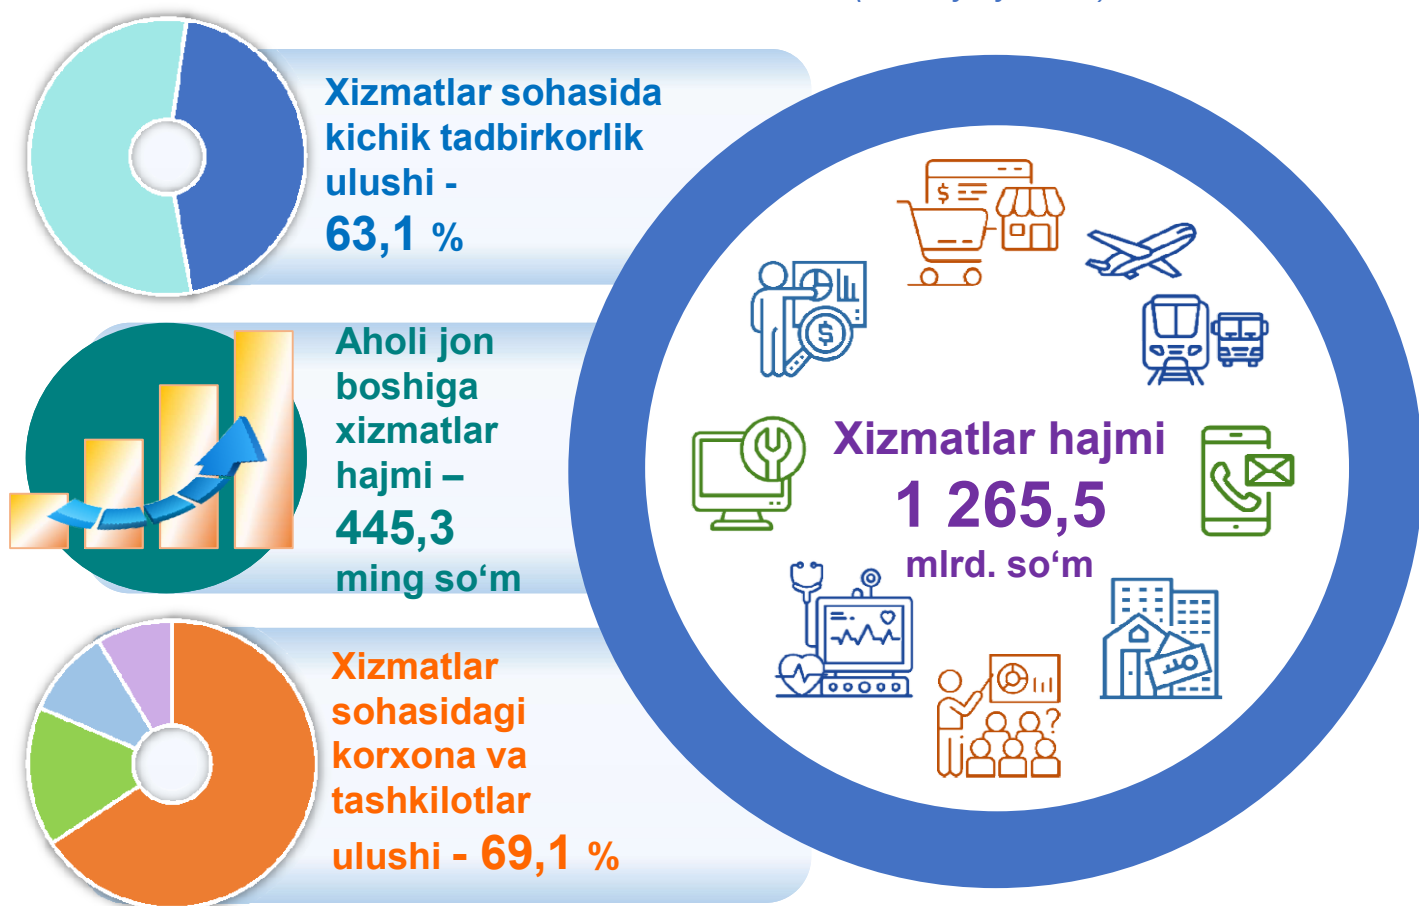 Xizmatlar sohasida
kichik tadbirkorlik
ulushi -
63,1 %
Aholi jon
boshiga
xizmatlar
hajmi –
445,3
ming so‘m
Xizmatlar
sohasidagi
korxona va
tashkilotlar
ulushi - 69,1 %
Xizmatlar hajmi
1 265,5
mlrd. so‘m